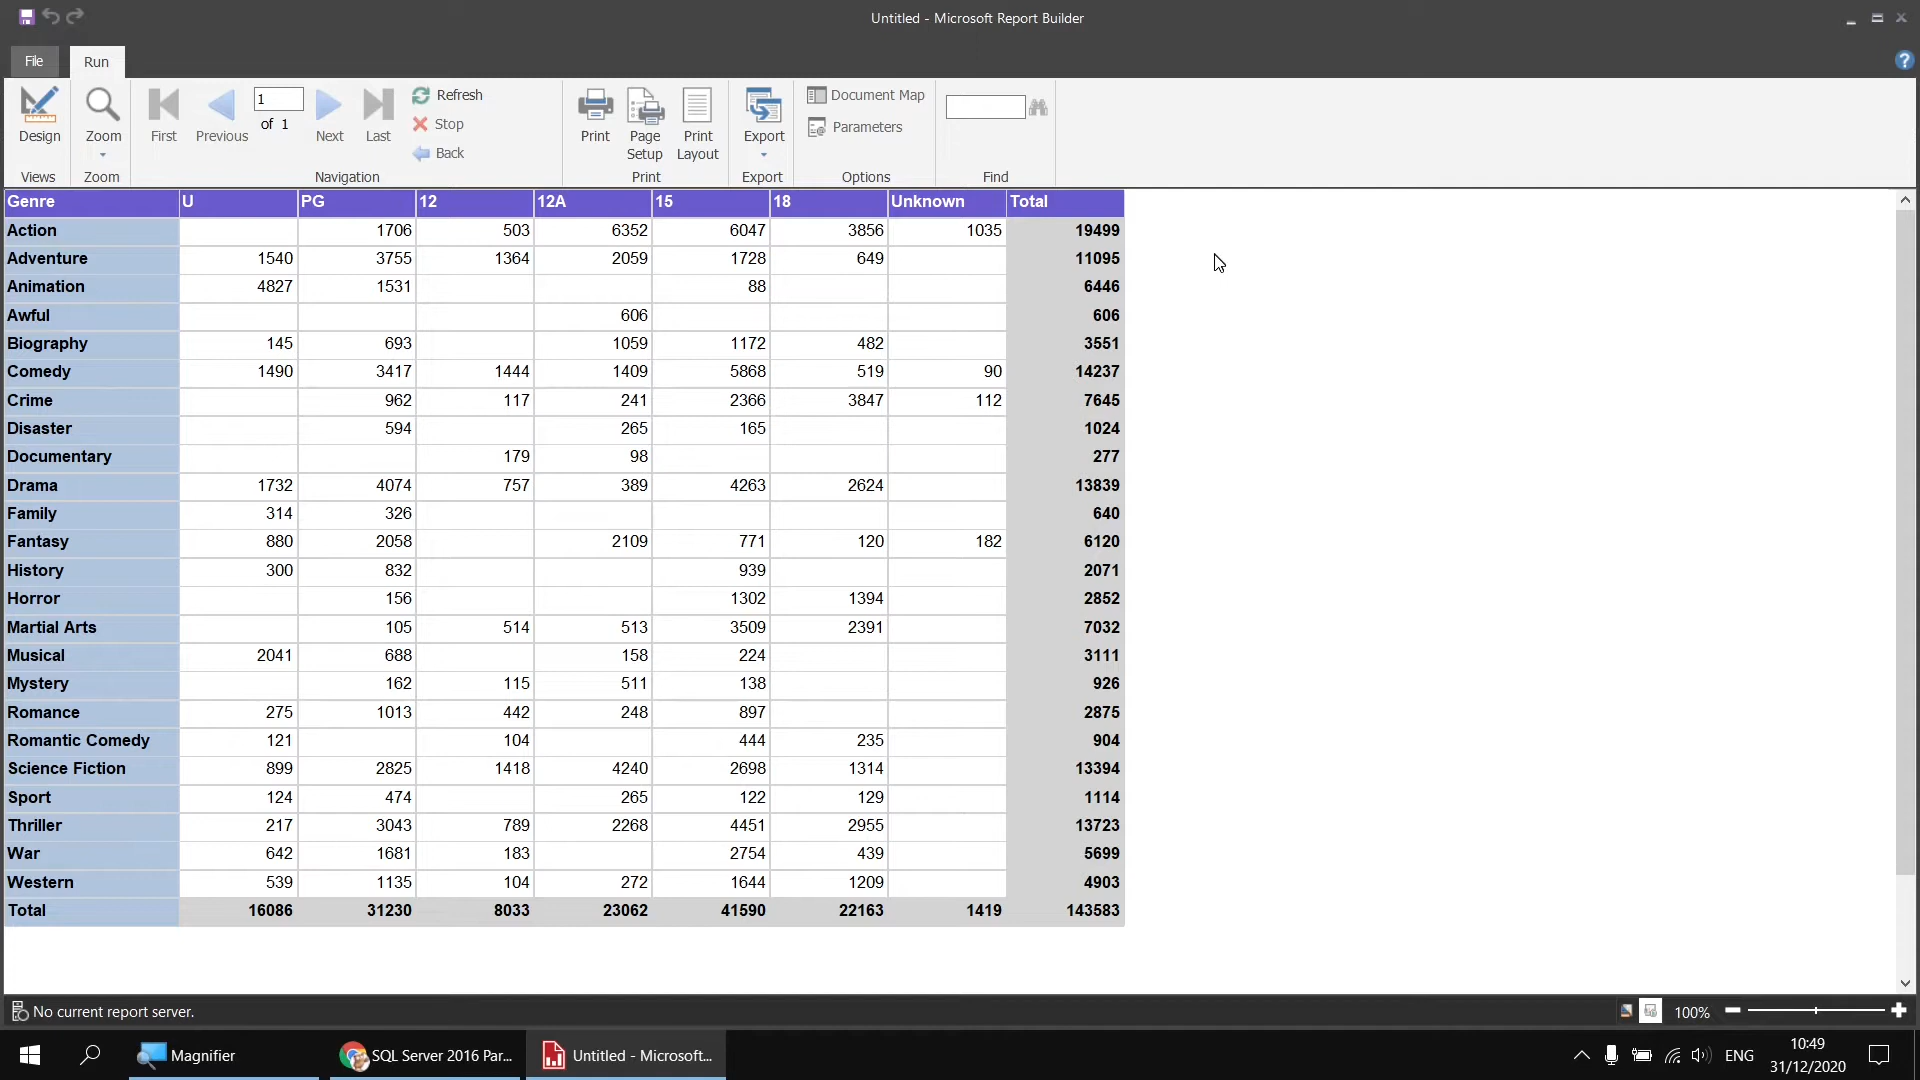 Untitled - Microsoft Report Builder
File Run
Design
Zoom
First
Previous
1
of 1
Next
Last
Refresh
Stop
Back
Print
Page Setup
Print Layout
Export
Document Map
Parameters
Views Zoom Navigation Print Export Options Find
Genre U PG 12 12A 15 18 Unknown Total
Action 1706 503 6352 6047 3856 1035 19499
Adventure 1540 3755 1364 2059 1728 649 11095
Animation 4827 1531 88 6446
Awful 606 606
Biography 145 693 1059 1172 482 3551
Comedy 1490 3417 1444 1409 5868 519 90 14237
Crime 962 117 241 2366 3847 112 7645
Disaster 594 265 165 1024
Documentary 179 98 277
Drama 1732 4074 757 389 4263 2624 13839
Family 314 326 640
Fantasy 880 2058 2109 771 120 182 6120
History 300 832 939 2071
Horror 156 1302 1394 2852
Martial Arts 105 514 513 3509 2391 7032
Musical 2041 688 158 224 3111
Mystery 162 115 511 138 926
Romance 275 1013 442 248 897 2875
Romantic Comedy 121 104 444 235 904
Science Fiction 899 2825 1418 4240 2698 1314 13394
Sport 124 474 265 122 129 1114
Thriller 217 3043 789 2268 4451 2955 13723
War 642 1681 183 2754 439 5699
Western 539 1135 104 272 1644 1209 4903
Total 16086 31230 8033 23062 41590 22163 1419 143583
No current report server. 100%
Magnifier SQL Server 2016 Par... Untitled - Microsoft... ENG 10:49
31/12/2020